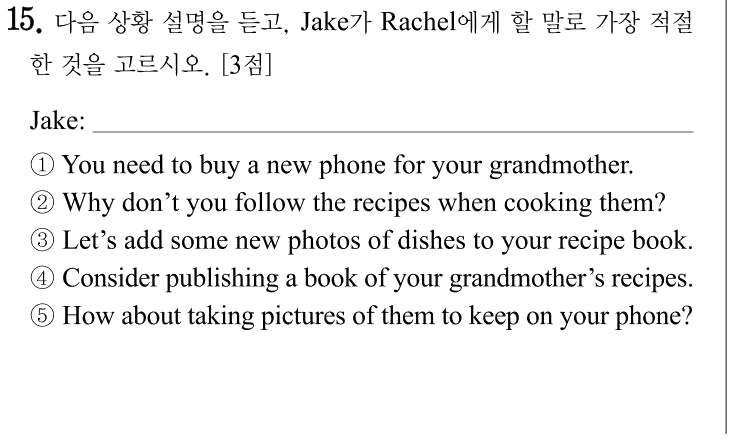 15. 다음 상황 설명을 듣고, Jake가 Rachel에게 할 말로 가장 적절
한 것을 고르시오. [3점]
Jake:
① You need to buy a new phone for your grandmother.
② Why don’t you follow the recipes when cooking them?
③ Let’s add some new photos of dishes to your recipe book.
④ Consider publishing a book of your grandmother’s recipes.
⑤ How about taking pictures of them to keep on your phone?